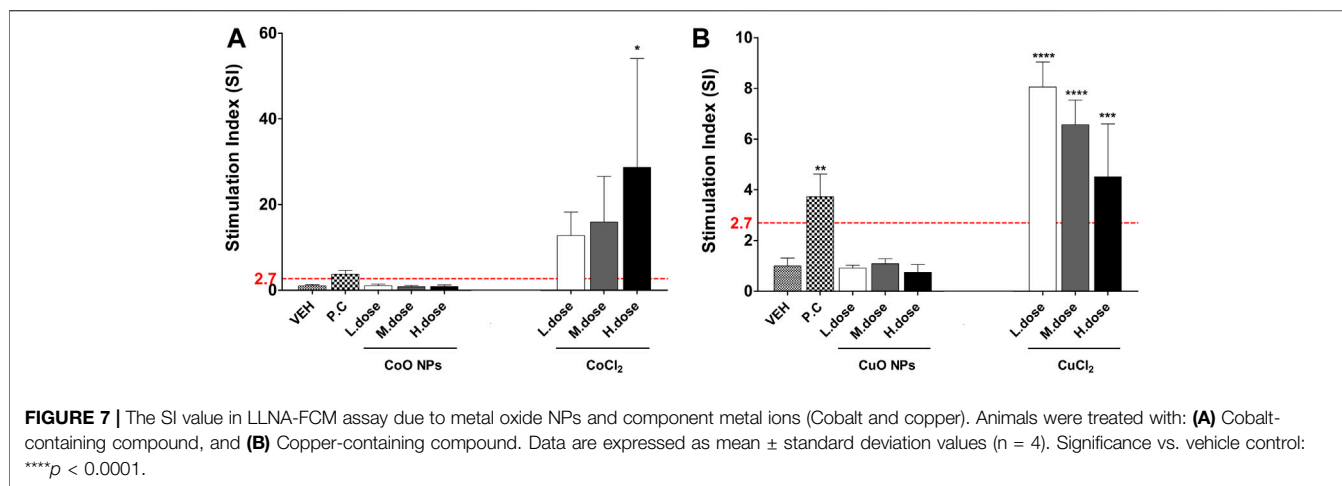 A
Stimulation Index (SI)
60
40
20
2.7
0
*
VEH
P.C
L.dose
M.dose
H.dose
L.dose
M.dose
H.dose
CoO NPs
CoCl₂
B
Stimulation Index (SI)
10
8
6
4
2.7
2
0
**
****
****
***
VEH
P.C
L.dose
M.dose
H.dose
L.dose
M.dose
H.dose
CuO NPs
CuCl₂
FIGURE 7 | The SI value in LLNA-FCM assay due to metal oxide NPs and component metal ions (Cobalt and copper). Animals were treated with: (A) Cobalt-
containing compound, and (B) Copper-containing compound. Data are expressed as mean ± standard deviation values (n = 4). Significance vs. vehicle control:
****p < 0.0001.